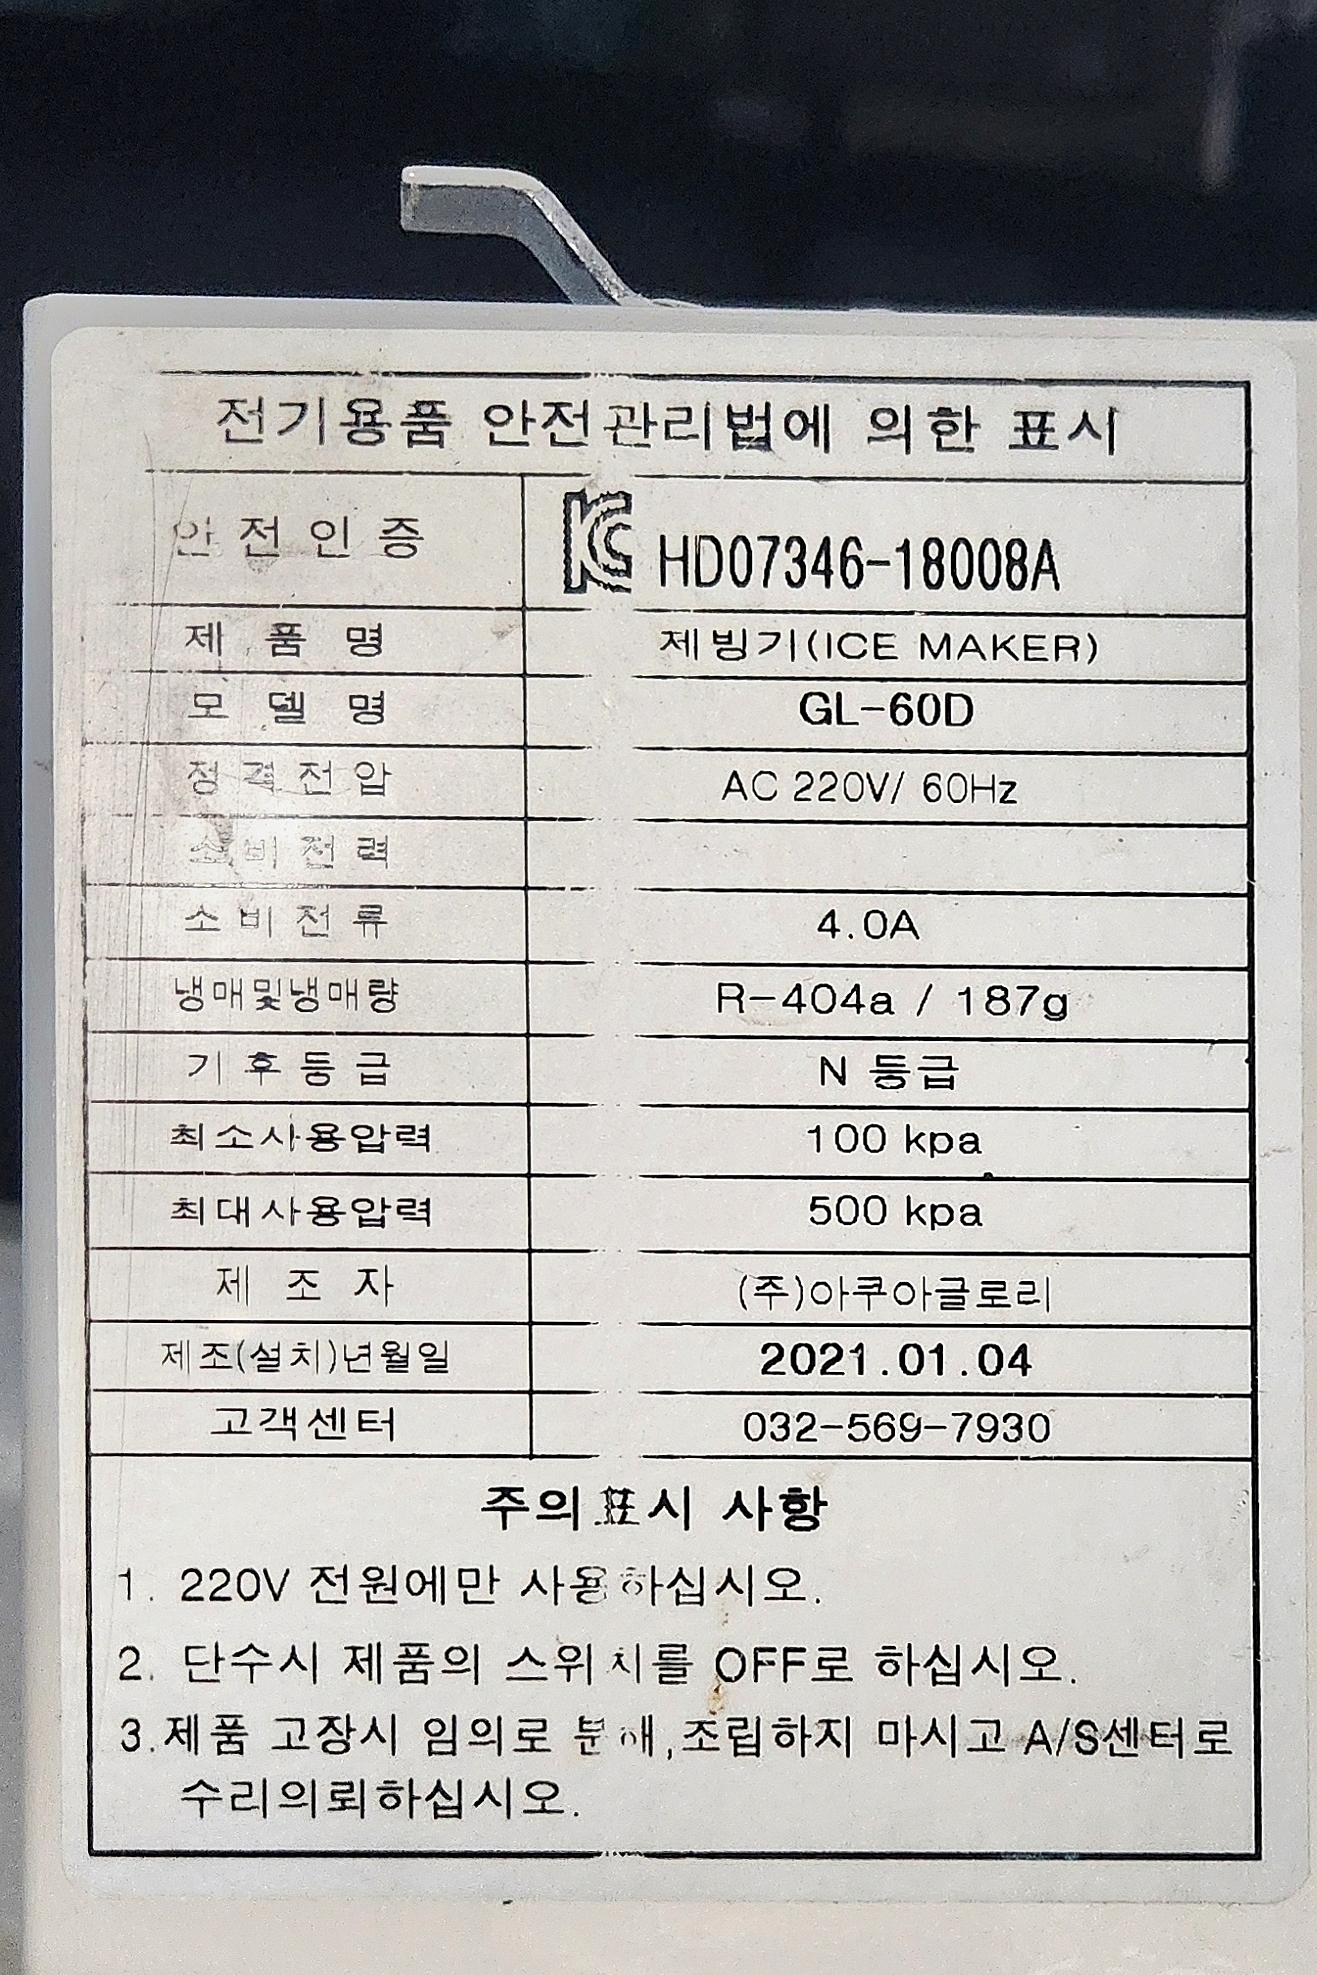 전기용품 안전관리법에 의한 표시
안전인증 KC HD07346-18008A
제품명 제빙기(ICE MAKER)
모델명 GL-60D
정격전압 AC 220V/ 60Hz
소비전력
소비전류 4.0A
냉매및냉매량 R-404a / 187g
기후등급 N 등급
최소사용압력 100 kpa
최대사용압력 500 kpa
제조자 (주)아쿠아글로리
제조(설치)년월일 2021.01.04
고객센터 032-569-7930
주의표시 사항
1. 220V 전원에만 사용하십시오.
2. 단수시 제품의 스위치를 OFF로 하십시오.
3.제품 고장시 임의로 분해,조립하지 마시고 A/S센터로
수리의뢰하십시오.